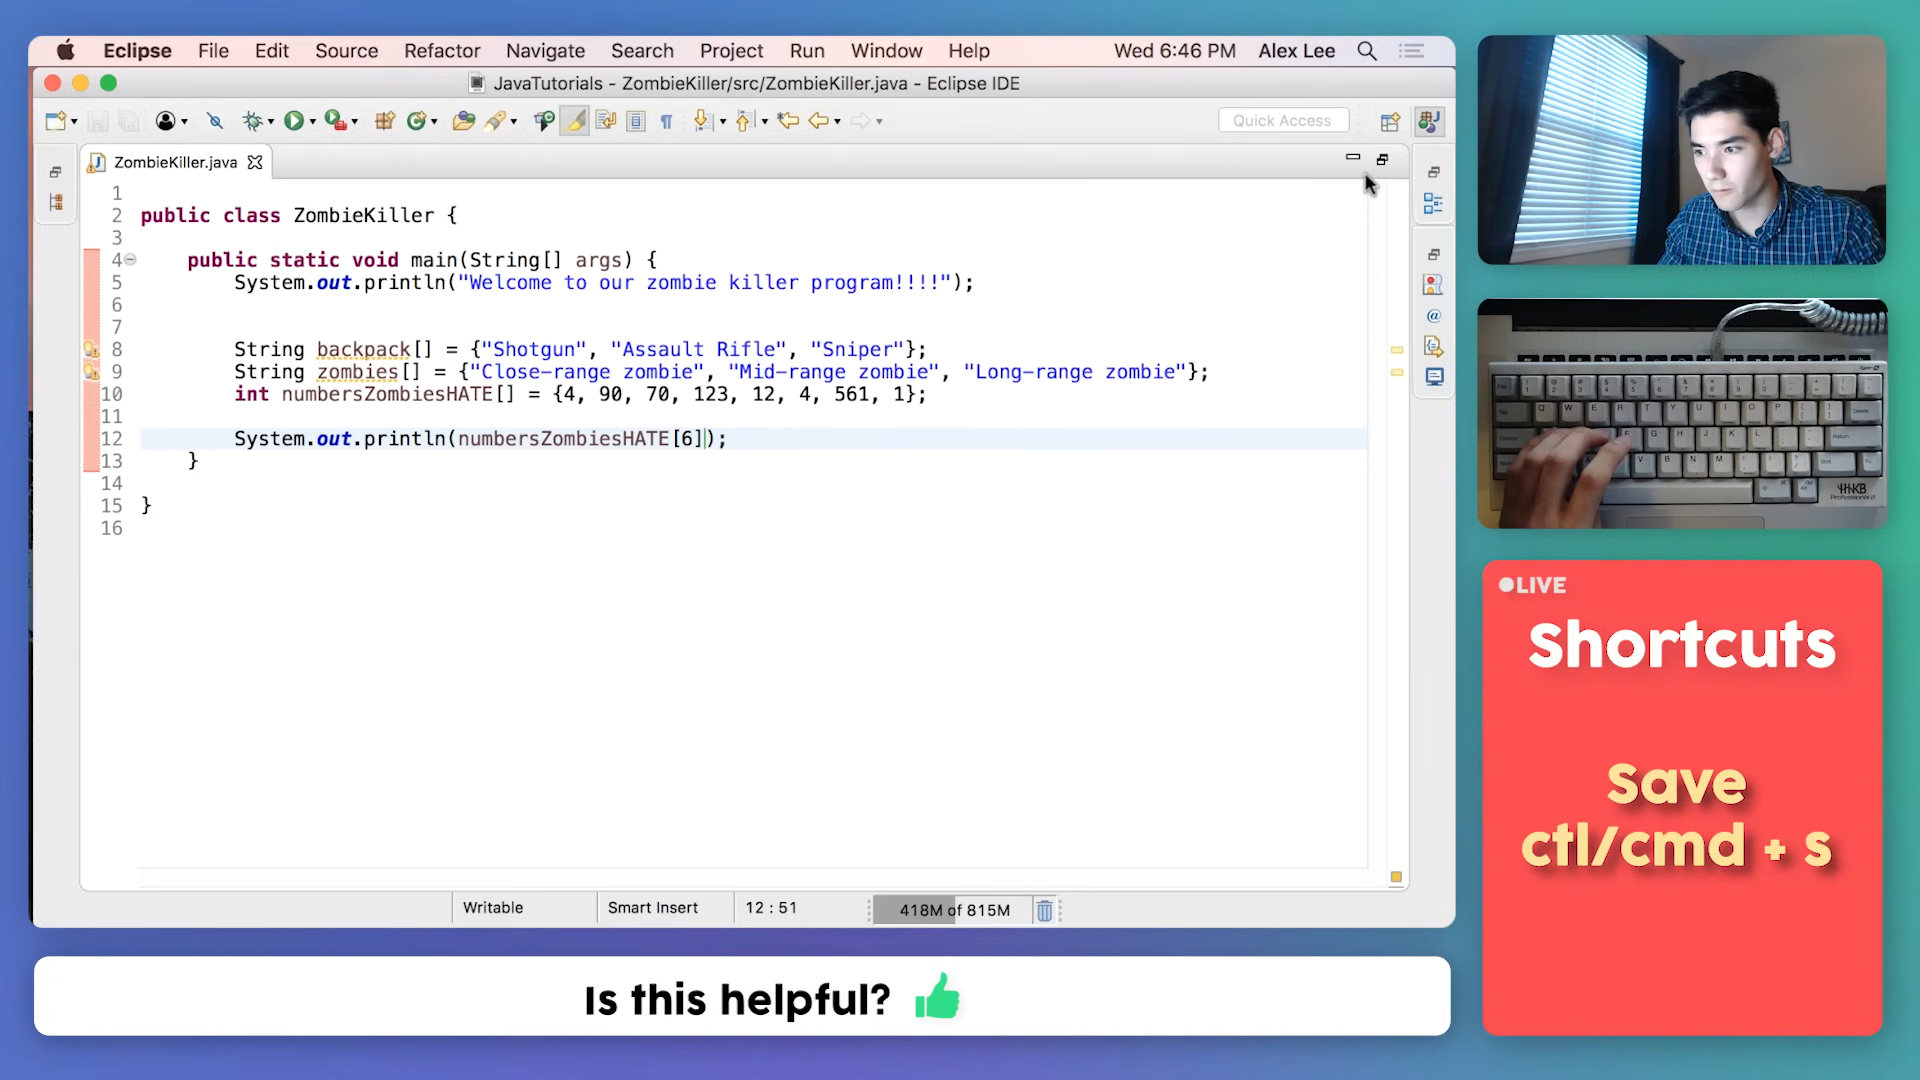 Eclipse File Edit Source Refactor Navigate Search Project Run Window Help Wed 6:46 PM Alex Lee
JavaTutorials - ZombieKiller/src/ZombieKiller.java - Eclipse IDE
Quick Access
ZombieKiller.java
1
2 public class ZombieKiller {
3
4 public static void main(String[] args) {
5 System.out.println("Welcome to our zombie killer program!!!!");
6
7
8 String backpack[] = {"Shotgun", "Assault Rifle", "Sniper"};
9 String zombies[] = {"Close-range zombie", "Mid-range zombie", "Long-range zombie"};
10 int numbersZombiesHATE[] = {4, 90, 70, 123, 12, 4, 561, 1};
11
12 System.out.println(numbersZombiesHATE[6]);
13 }
14
15 }
16
Writable Smart Insert 12 : 51 418M of 815M
Is this helpful?
HHKB
Professional
LIVE
Shortcuts
Save
ctl/cmd + s